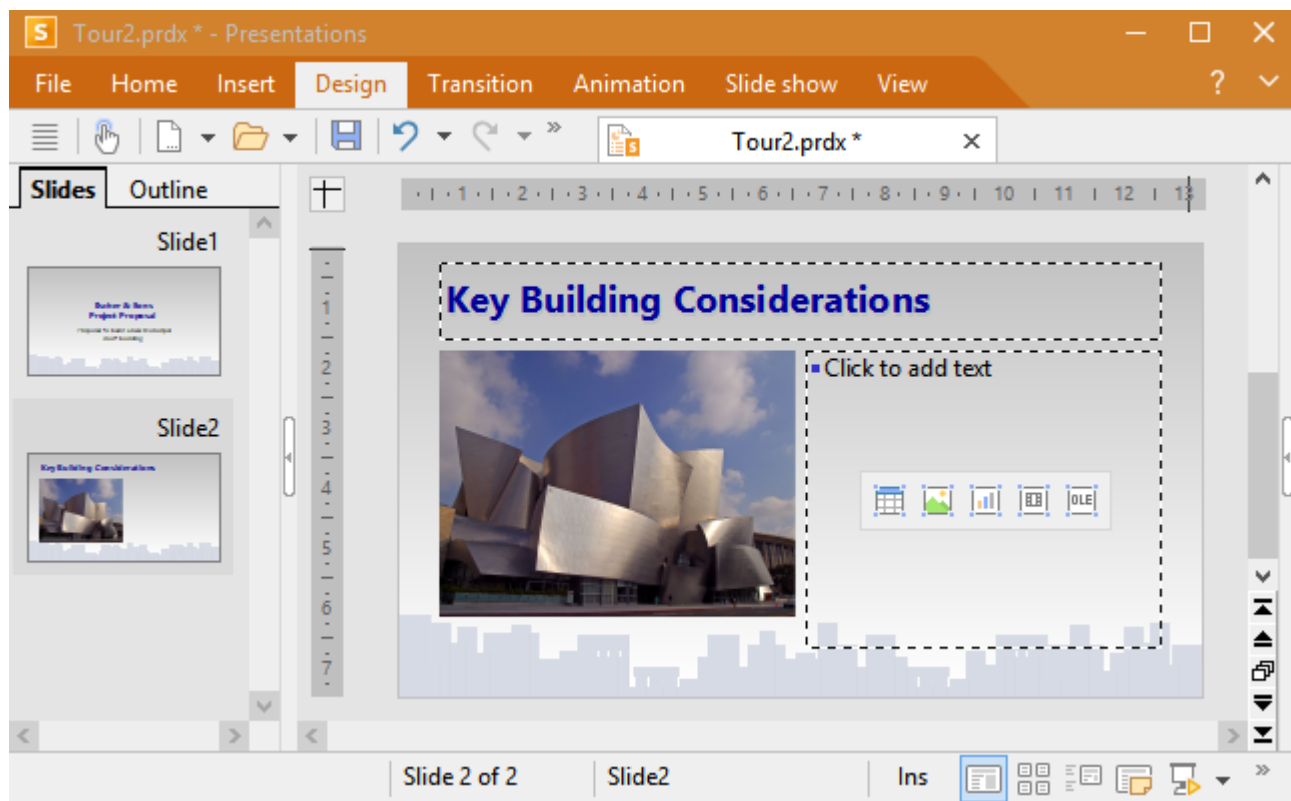 S Tour2.prdx * - Presentations
File Home Insert Design Transition Animation Slide show View ?
S Tour2.prdx *
Slides Outline
1 2 3 4 5 6 7 8 9 10 11 12 13
Slide1
Project Proposal
Slide2
Key Building Considerations
1
2
3
4
5
6
7
Key Building Considerations
Click to add text
OLE
Slide 2 of 2 Slide2 Ins